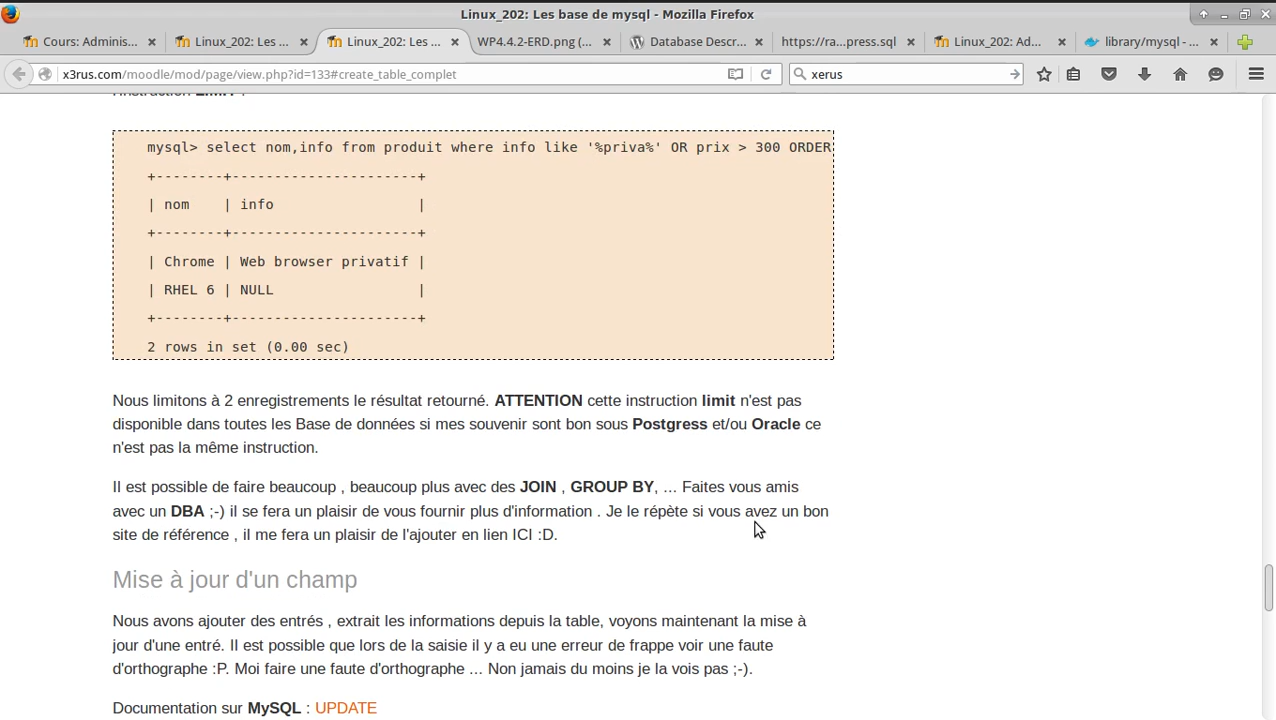 Linux_202: Les base de mysql - Mozilla Firefox
Cours: Adminis... Linux_202: Les ... Linux_202: Les ... WP4.4.2-ERD.png (... Database Descr... https://ra...press.sql Linux_202: Ad... library/mysql - ...
x3rus.com/moodle/mod/page/view.php?id=133#create_table_complet xerus
mysql> select nom,info from produit where info like '%priva%' OR prix > 300 ORDER
+--------+----------------------+
| nom | info |
+--------+----------------------+
| Chrome | Web browser privatif |
| RHEL 6 | NULL |
+--------+----------------------+
2 rows in set (0.00 sec)
Nous limitons à 2 enregistrements le résultat retourné. ATTENTION cette instruction limit n'est pas
disponible dans toutes les Base de données si mes souvenir sont bon sous Postgress et/ou Oracle ce
n'est pas la même instruction.
Il est possible de faire beaucoup , beaucoup plus avec des JOIN , GROUP BY, ... Faites vous amis
avec un DBA ;-) il se fera un plaisir de vous fournir plus d'information . Je le répète si vous avez un bon
site de référence , il me fera un plaisir de l'ajouter en lien ICI :D.
Mise à jour d'un champ
Nous avons ajouter des entrés , extrait les informations depuis la table, voyons maintenant la mise à
jour d'une entré. Il est possible que lors de la saisie il y a eu une erreur de frappe voir une faute
d'orthographe :P. Moi faire une faute d'orthographe ... Non jamais du moins je la vois pas ;-).
Documentation sur MySQL : UPDATE